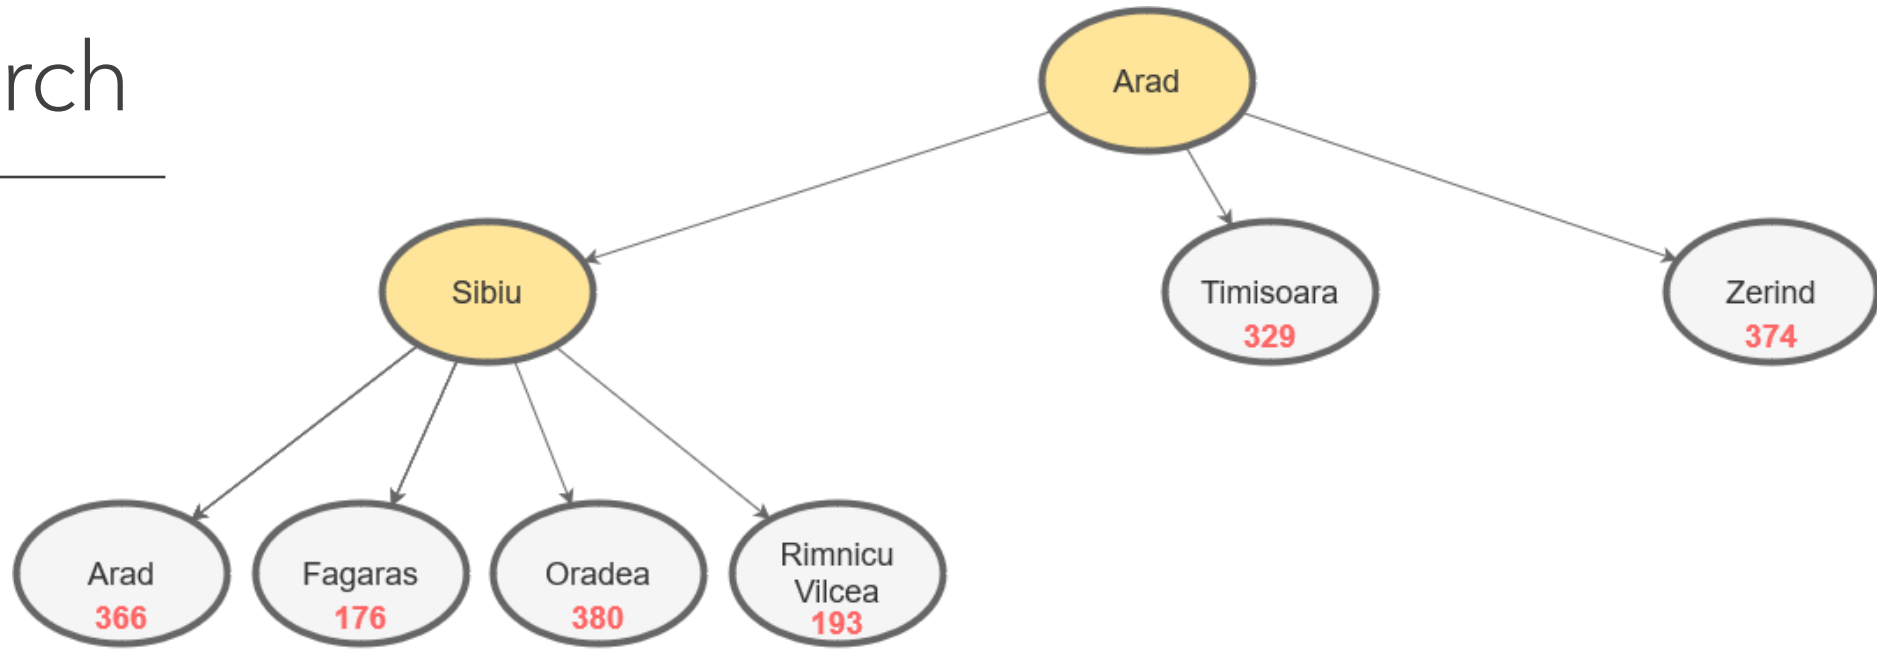 rch
Arad
Sibiu
Timisoara
329
Zerind
374
Arad
366
Fagaras
176
Oradea
380
Rimnicu
Vilcea
193